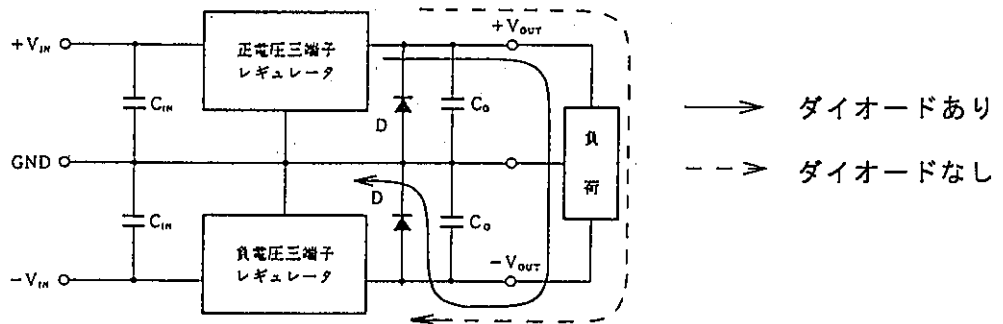 +V_IN
正電圧三端子
レギュレータ
+V_OUT
C_IN
D
C_O
負
荷
GND
C_IN
D
C_O
負電圧三端子
レギュレータ
-V_IN
-V_OUT
ダイオードあり
ダイオードなし